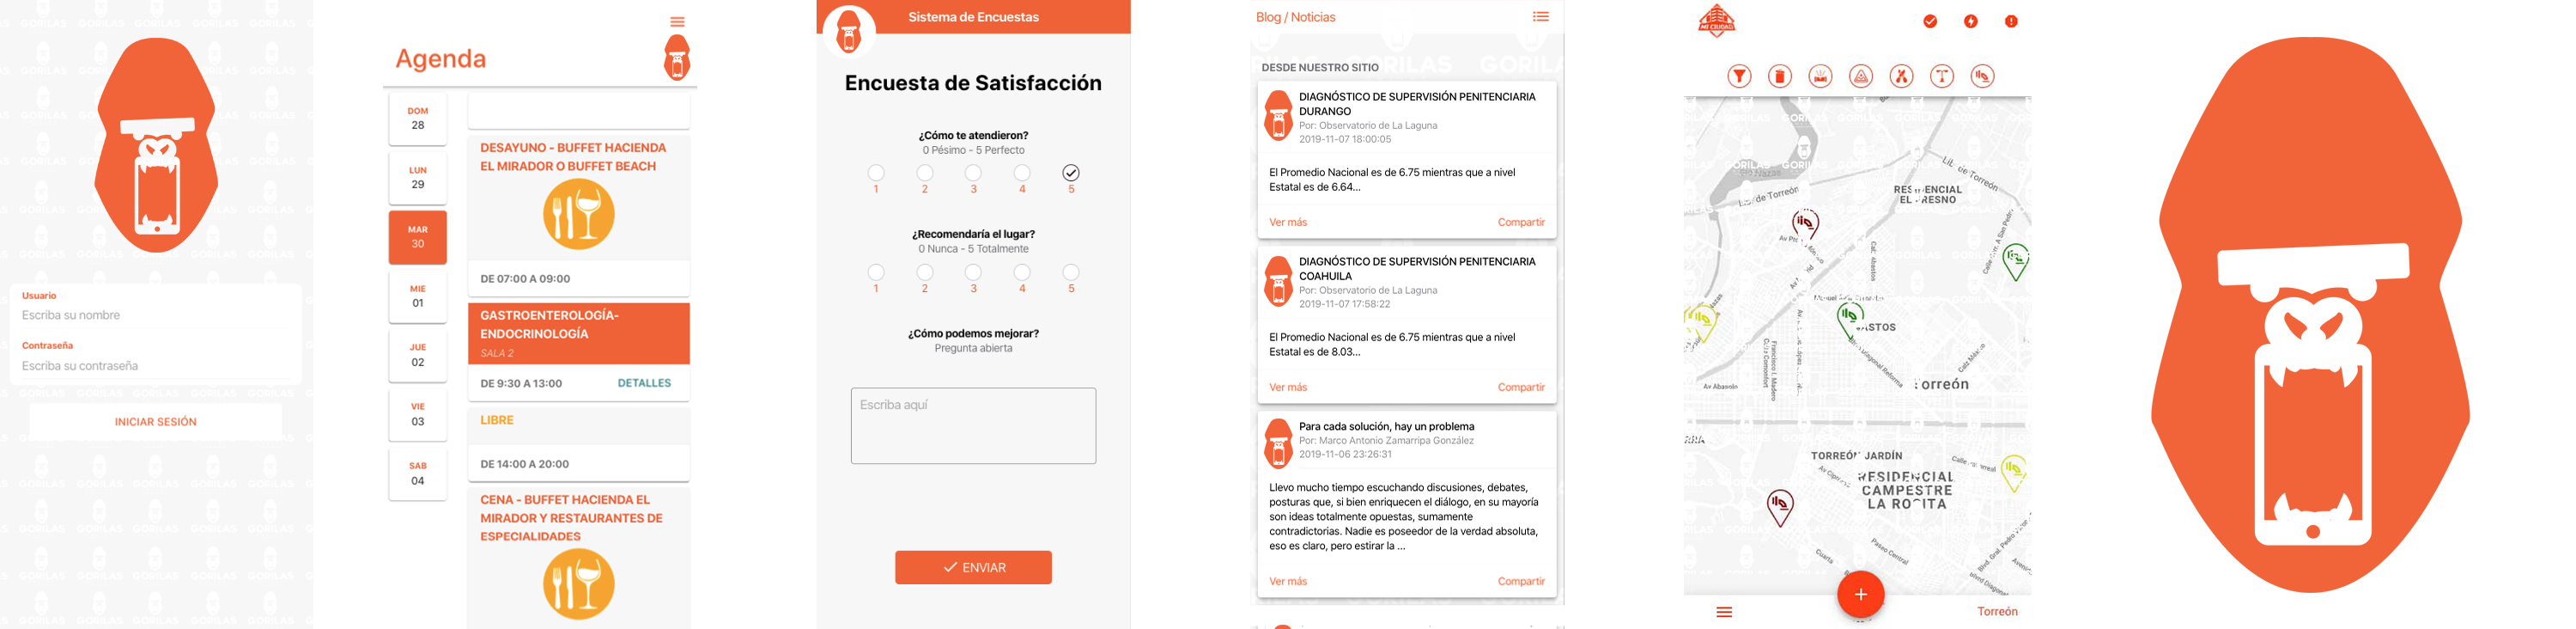 Usuario
Escriba su nombre
Contraseña
Escriba su contraseña
INICIAR SESIÓN
Agenda
DOM
28
LUN
29
MAR
30
MIE
01
JUE
02
VIE
03
SAB
04
DESAYUNO - BUFFET HACIENDA
EL MIRADOR O BUFFET BEACH
DE 07:00 A 09:00
GASTROENTEROLOGÍA-
ENDOCRINOLOGÍA
SALA 2
DE 9:30 A 13:00 DETALLES
LIBRE
DE 14:00 A 20:00
CENA - BUFFET HACIENDA EL
MIRADOR Y RESTAURANTES DE
ESPECIALIDADES
Sistema de Encuestas
Encuesta de Satisfacción
¿Cómo te atendieron?
0 Pésimo - 5 Perfecto
1 2 3 4 5
¿Recomendaría el lugar?
0 Nunca - 5 Totalmente
1 2 3 4 5
¿Cómo podemos mejorar?
Pregunta abierta
Escriba aquí
ENVIAR
Blog / Noticias
GORILAS
DESDE NUESTRO SITIO
DIAGNÓSTICO DE SUPERVISIÓN PENITENCIARIA
DURANGO
Por: Observatorio de La Laguna
2019-11-07 18:00:05
El Promedio Nacional es de 6.75 mientras que a nivel
Estatal es de 6.64...
Ver más Compartir
DIAGNÓSTICO DE SUPERVISIÓN PENITENCIARIA
COAHUILA
Por: Observatorio de La Laguna
2019-11-07 17:58:22
El Promedio Nacional es de 6.75 mientras que a nivel
Estatal es de 8.03...
Ver más Compartir
Para cada solución, hay un problema
Por: Marco Antonio Zamarripa González
2019-11-06 23:26:31
Llevo mucho tiempo escuchando discusiones, debates,
posturas que, si bien enriquecen el diálogo, en su mayoría
son ideas totalmente opuestas, sumamente
contradictorias. Nadie es poseedor de la verdad absoluta,
eso es claro, pero estirar la ...
Ver más Compartir
MI CIUDAD
RESIDENCIAL
EL FRESNO
de Torreón
Torreón
TORREÓN JARDÍN
RESIDENCIAL
CAMPESTRE
LA ROSITA
Av Abasolo
Paseo Central
Cuarta
Torreón